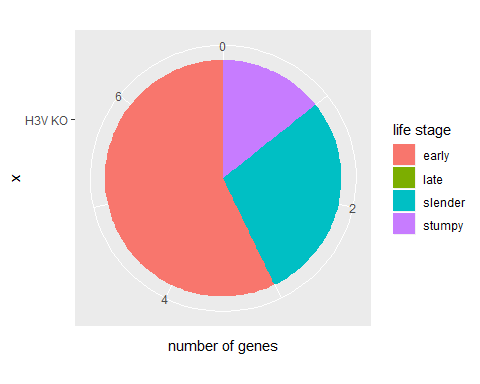 0
6
H3V KO
x
2
4
number of genes
life stage
early
late
slender
stumpy